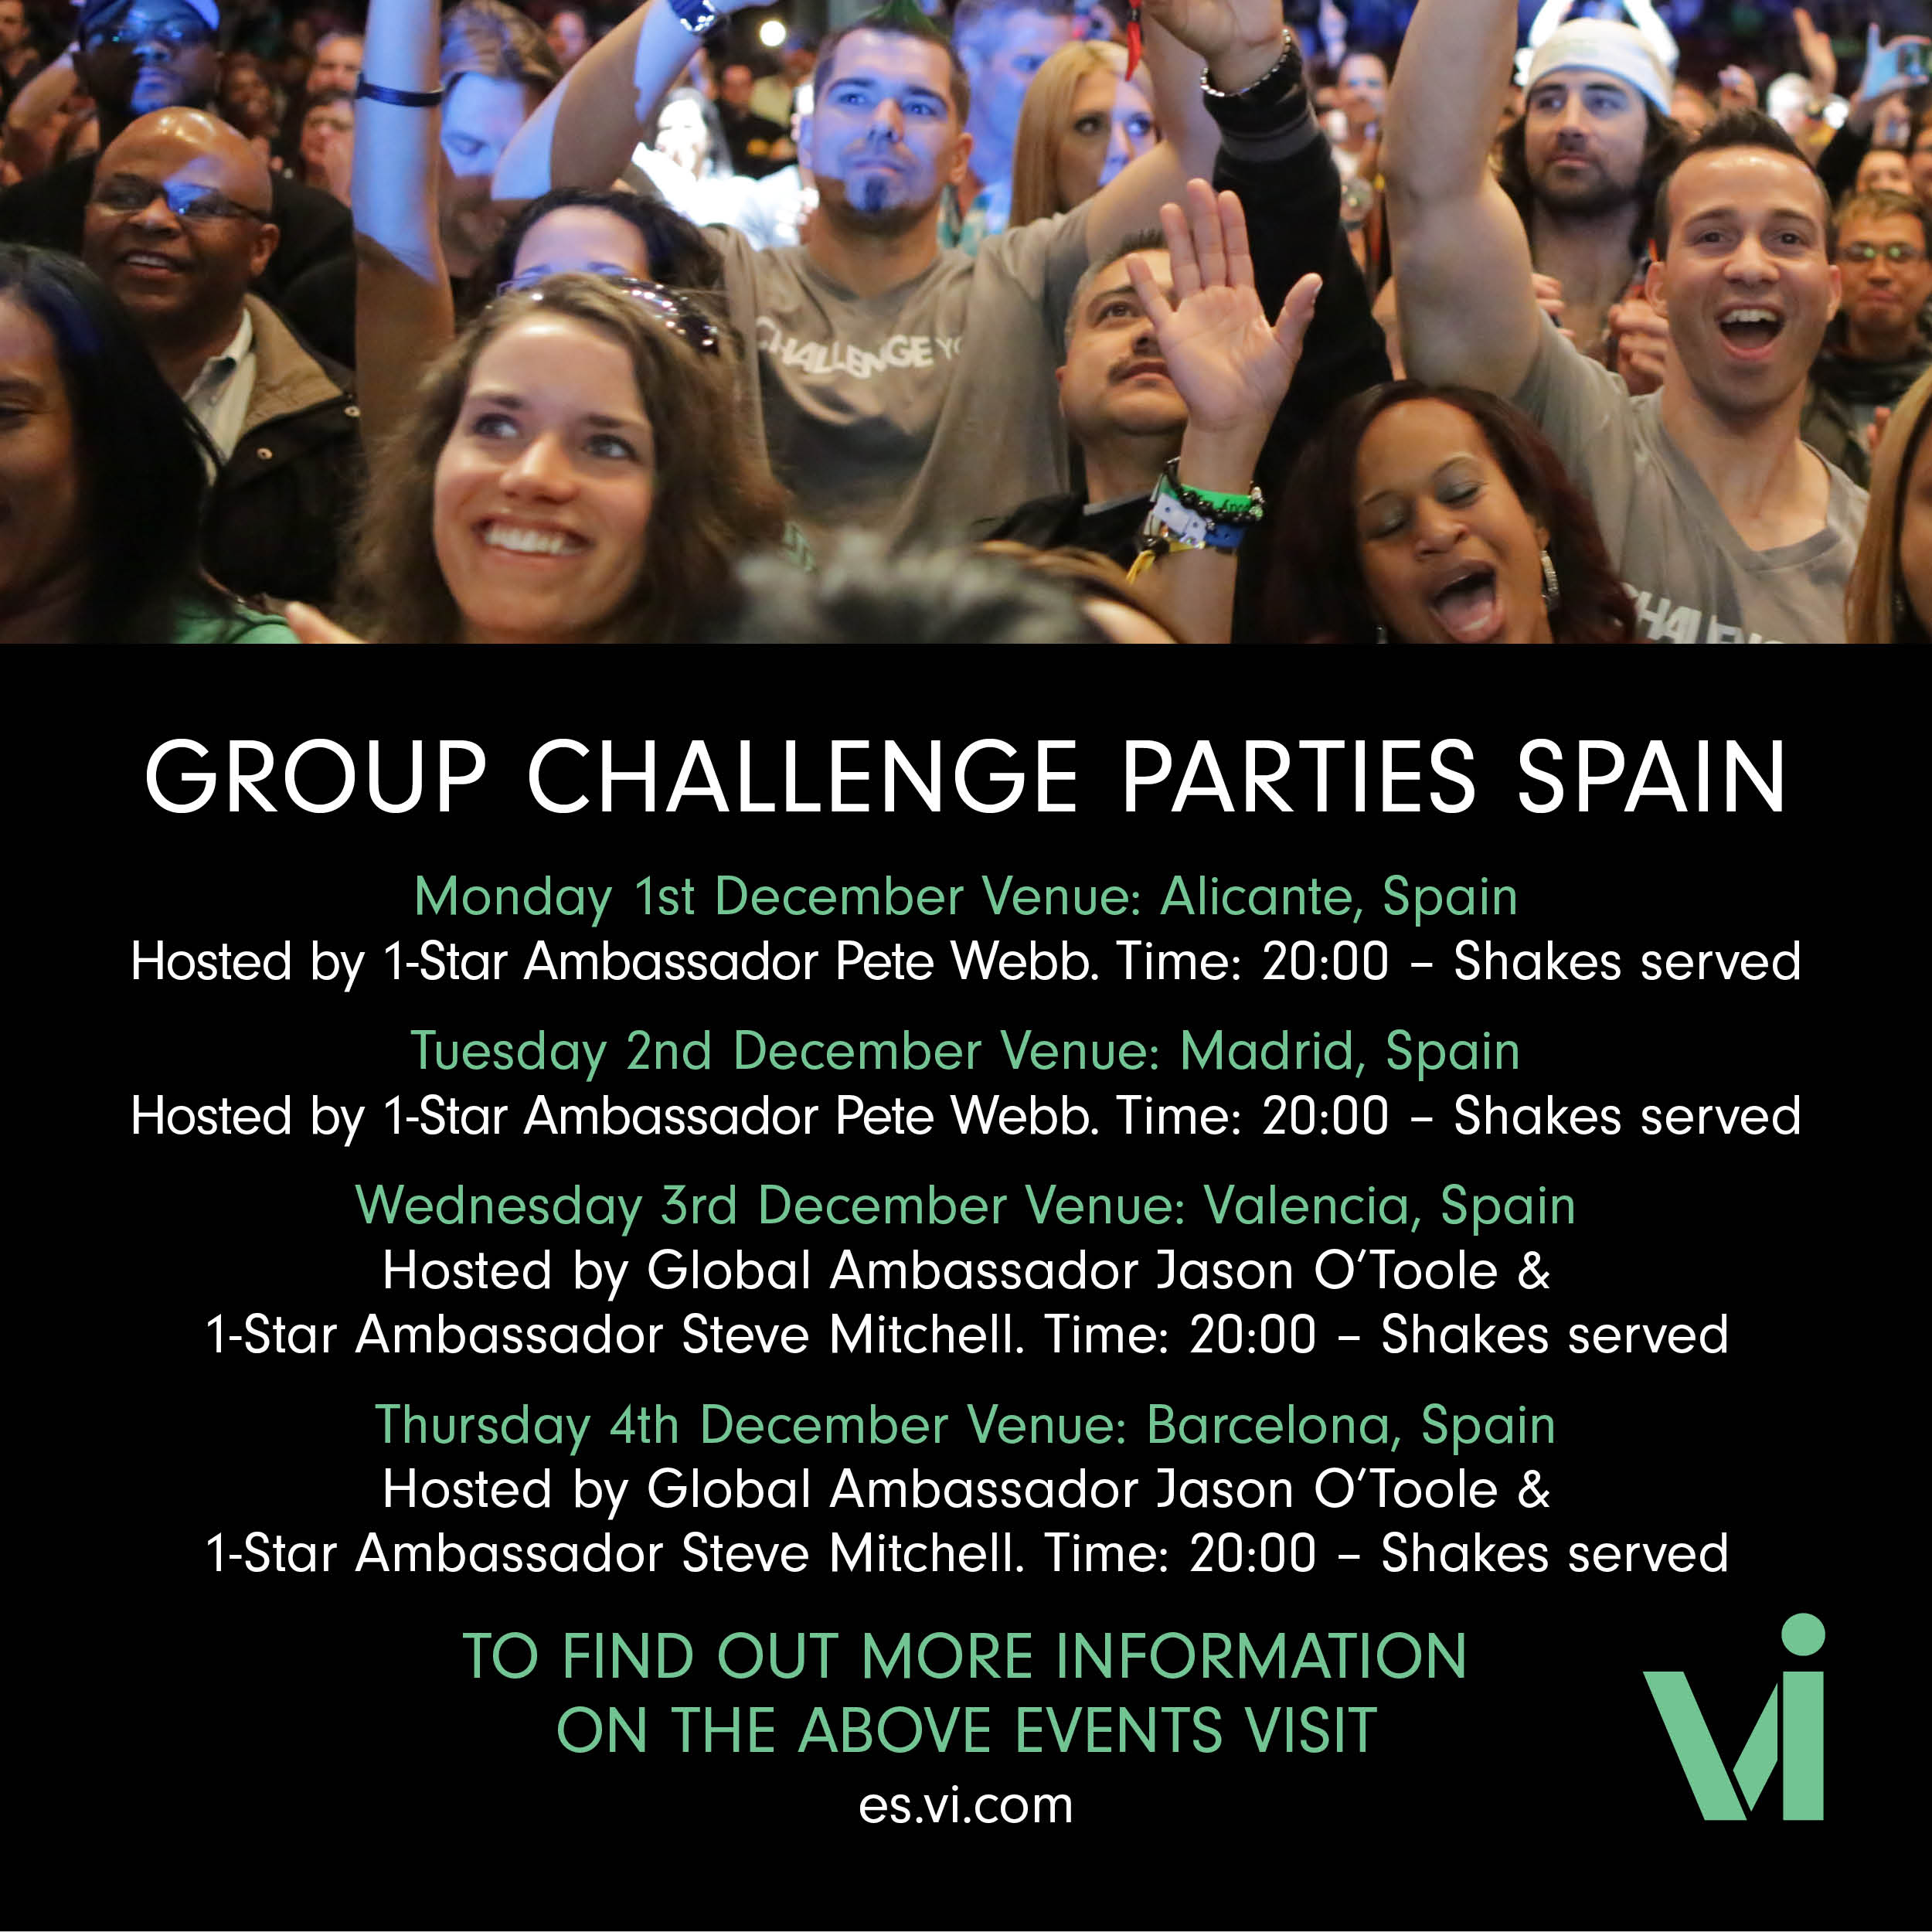 CHALLENGE YO
CHALLENG
GROUP CHALLENGE PARTIES SPAIN
Monday 1st December Venue: Alicante, Spain
Hosted by 1-Star Ambassador Pete Webb. Time: 20:00 – Shakes served
Tuesday 2nd December Venue: Madrid, Spain
Hosted by 1-Star Ambassador Pete Webb. Time: 20:00 – Shakes served
Wednesday 3rd December Venue: Valencia, Spain
Hosted by Global Ambassador Jason O’Toole &
1-Star Ambassador Steve Mitchell. Time: 20:00 – Shakes served
Thursday 4th December Venue: Barcelona, Spain
Hosted by Global Ambassador Jason O’Toole &
1-Star Ambassador Steve Mitchell. Time: 20:00 – Shakes served
TO FIND OUT MORE INFORMATION
ON THE ABOVE EVENTS VISIT
es.vi.com
Vi